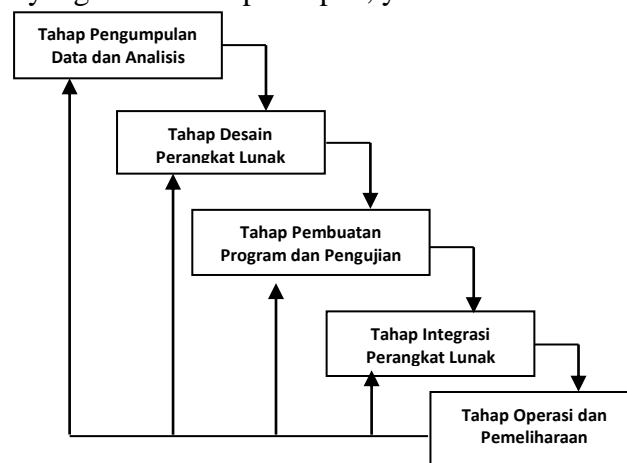 Tahap Pengumpulan
Data dan Analisis
Tahap Desain
Perangkat Lunak
Tahap Pembuatan
Program dan Pengujian
Tahap Integrasi
Perangkat Lunak
Tahap Operasi dan
Pemeliharaan